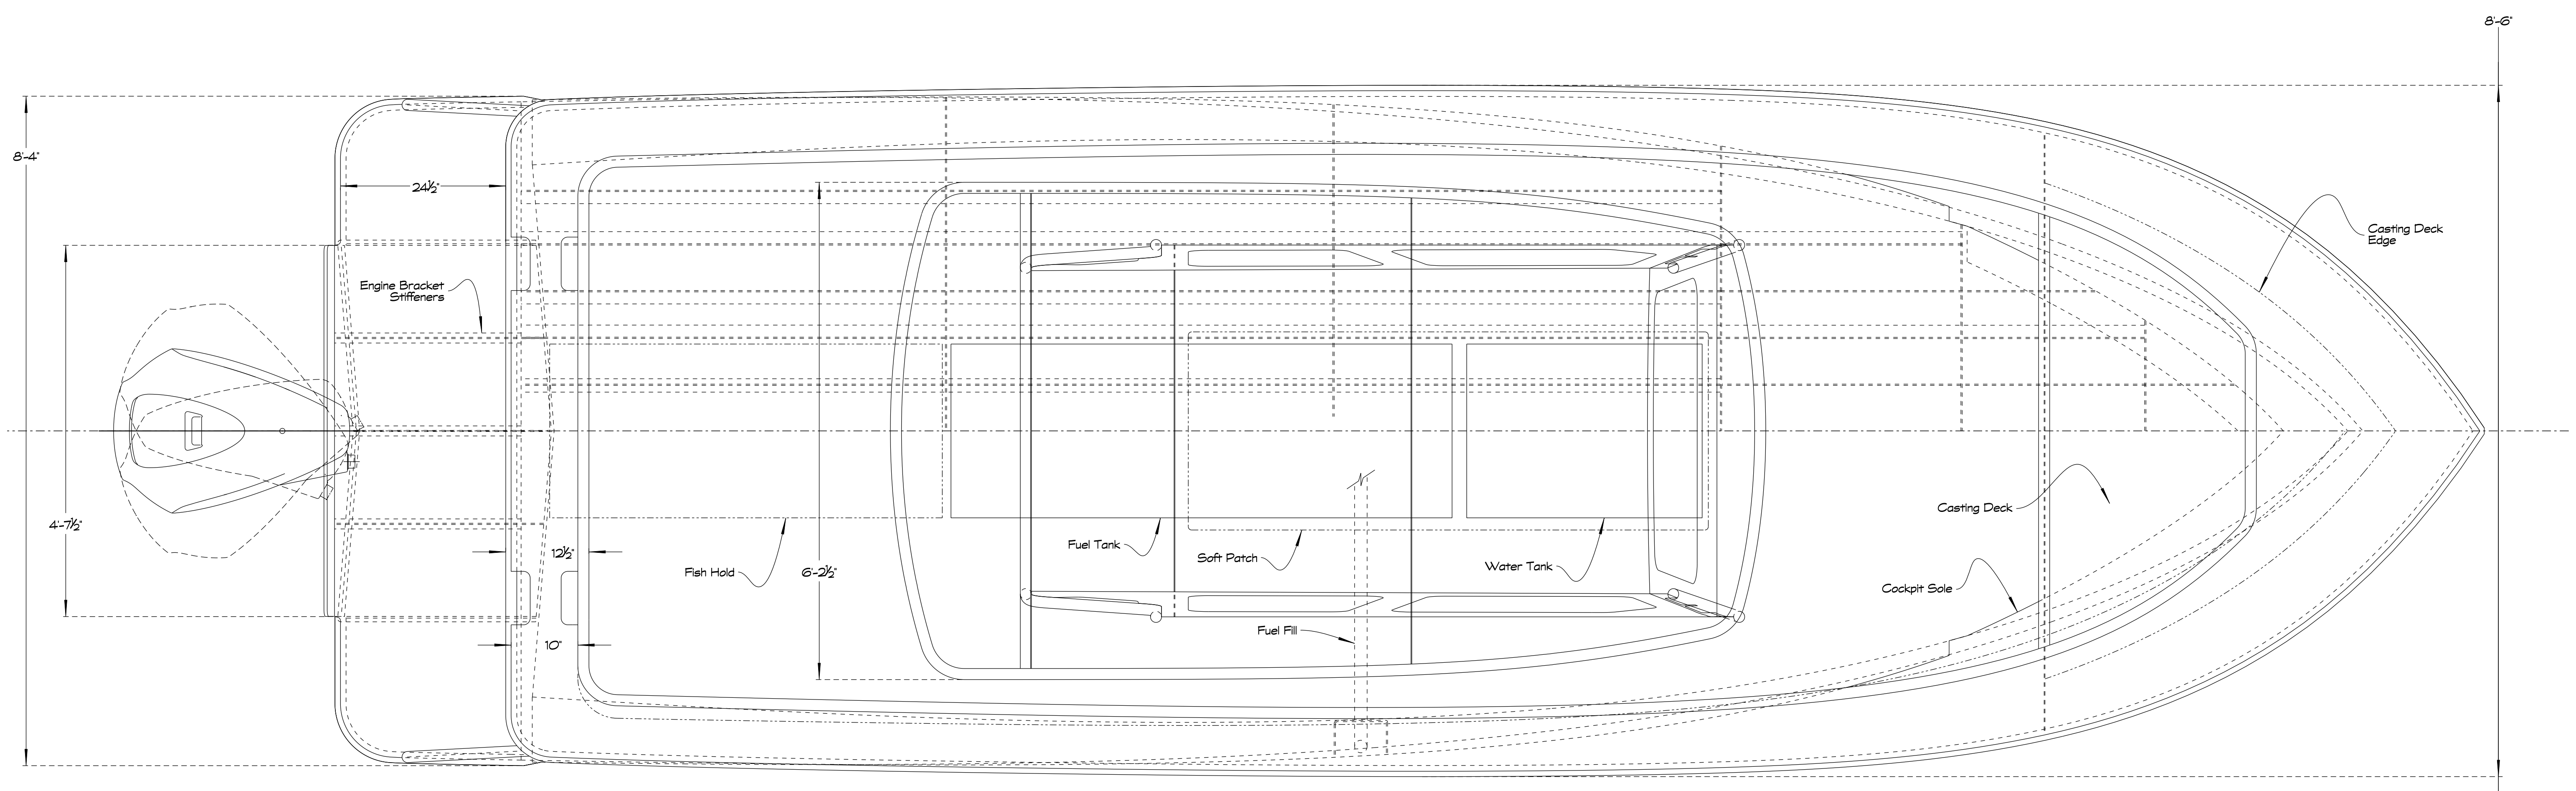 8'-6"
8'-4"
24½"
Casting Deck
Edge
Engine Bracket
Stiffeners
Casting Deck
4'-7½"
Fuel Tank
12½"
Soft Patch
Water Tank
Fish Hold
6'-2½"
Cockpit Sole
Fuel Fill
10"